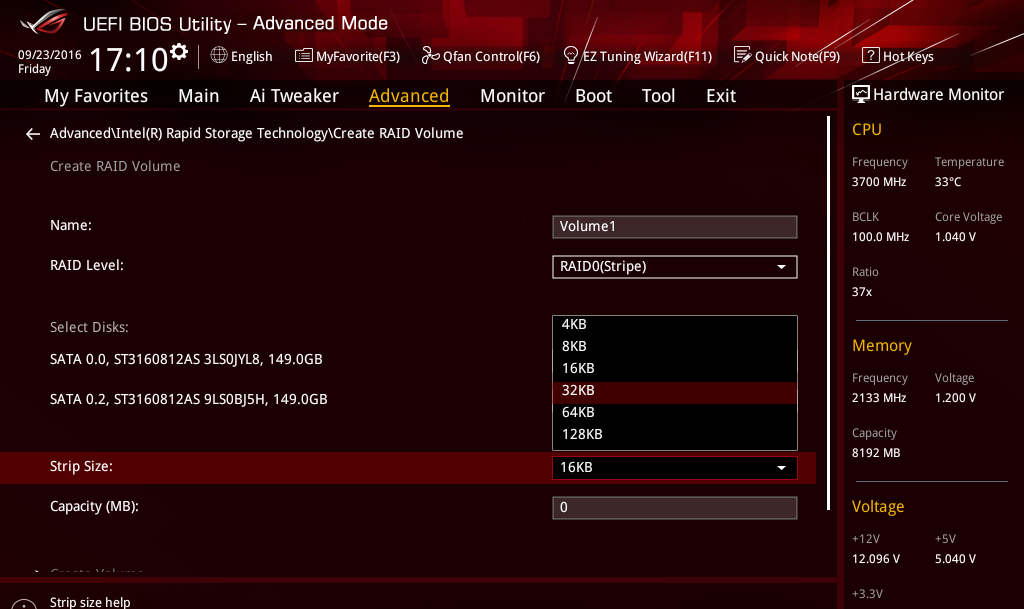 UEFI BIOS Utility – Advanced Mode
09/23/2016
Friday
17:10
English
MyFavorite(F3)
Qfan Control(F6)
EZ Tuning Wizard(F11)
Quick Note(F9)
? Hot Keys
My Favorites
Main
Ai Tweaker
Advanced
Monitor
Boot
Tool
Exit
Advanced\Intel(R) Rapid Storage Technology\Create RAID Volume
Create RAID Volume
Name:
Volume1
RAID Level:
RAID0(Stripe)
Select Disks:
SATA 0.0, ST3160812AS 3LS0JYL8, 149.0GB
SATA 0.2, ST3160812AS 9LS0BJ5H, 149.0GB
4KB
8KB
16KB
32KB
64KB
128KB
Strip Size:
16KB
Capacity (MB):
0
Create Volume
Strip size help
Hardware Monitor
CPU
Frequency
Temperature
3700 MHz
33°C
BCLK
Core Voltage
100.0 MHz
1.040 V
Ratio
37x
Memory
Frequency
Voltage
2133 MHz
1.200 V
Capacity
8192 MB
Voltage
+12V
+5V
12.096 V
5.040 V
+3.3V